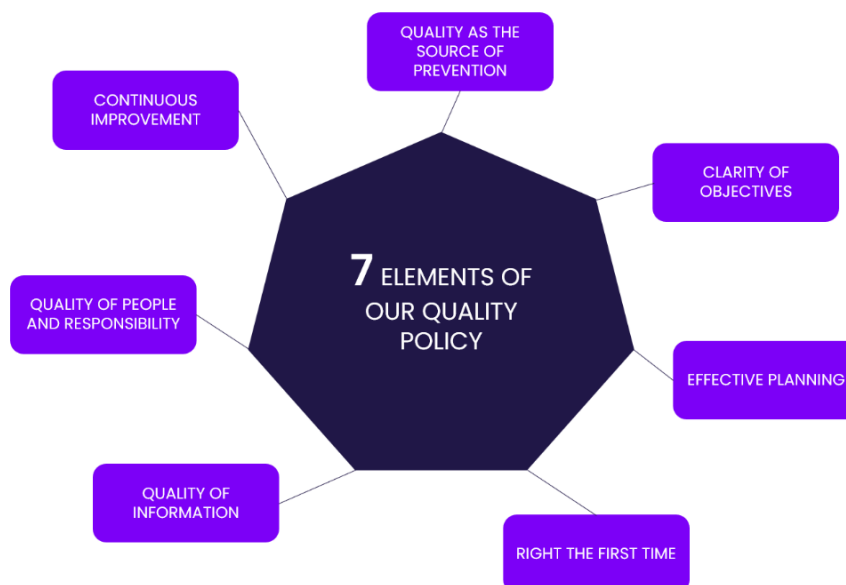 QUALITY AS THE
SOURCE OF
PREVENTION
CONTINUOUS
IMPROVEMENT
CLARITY OF
OBJECTIVES
7 ELEMENTS OF
OUR QUALITY
POLICY
QUALITY OF PEOPLE
AND RESPONSIBILITY
EFFECTIVE PLANNING
QUALITY OF
INFORMATION
RIGHT THE FIRST TIME